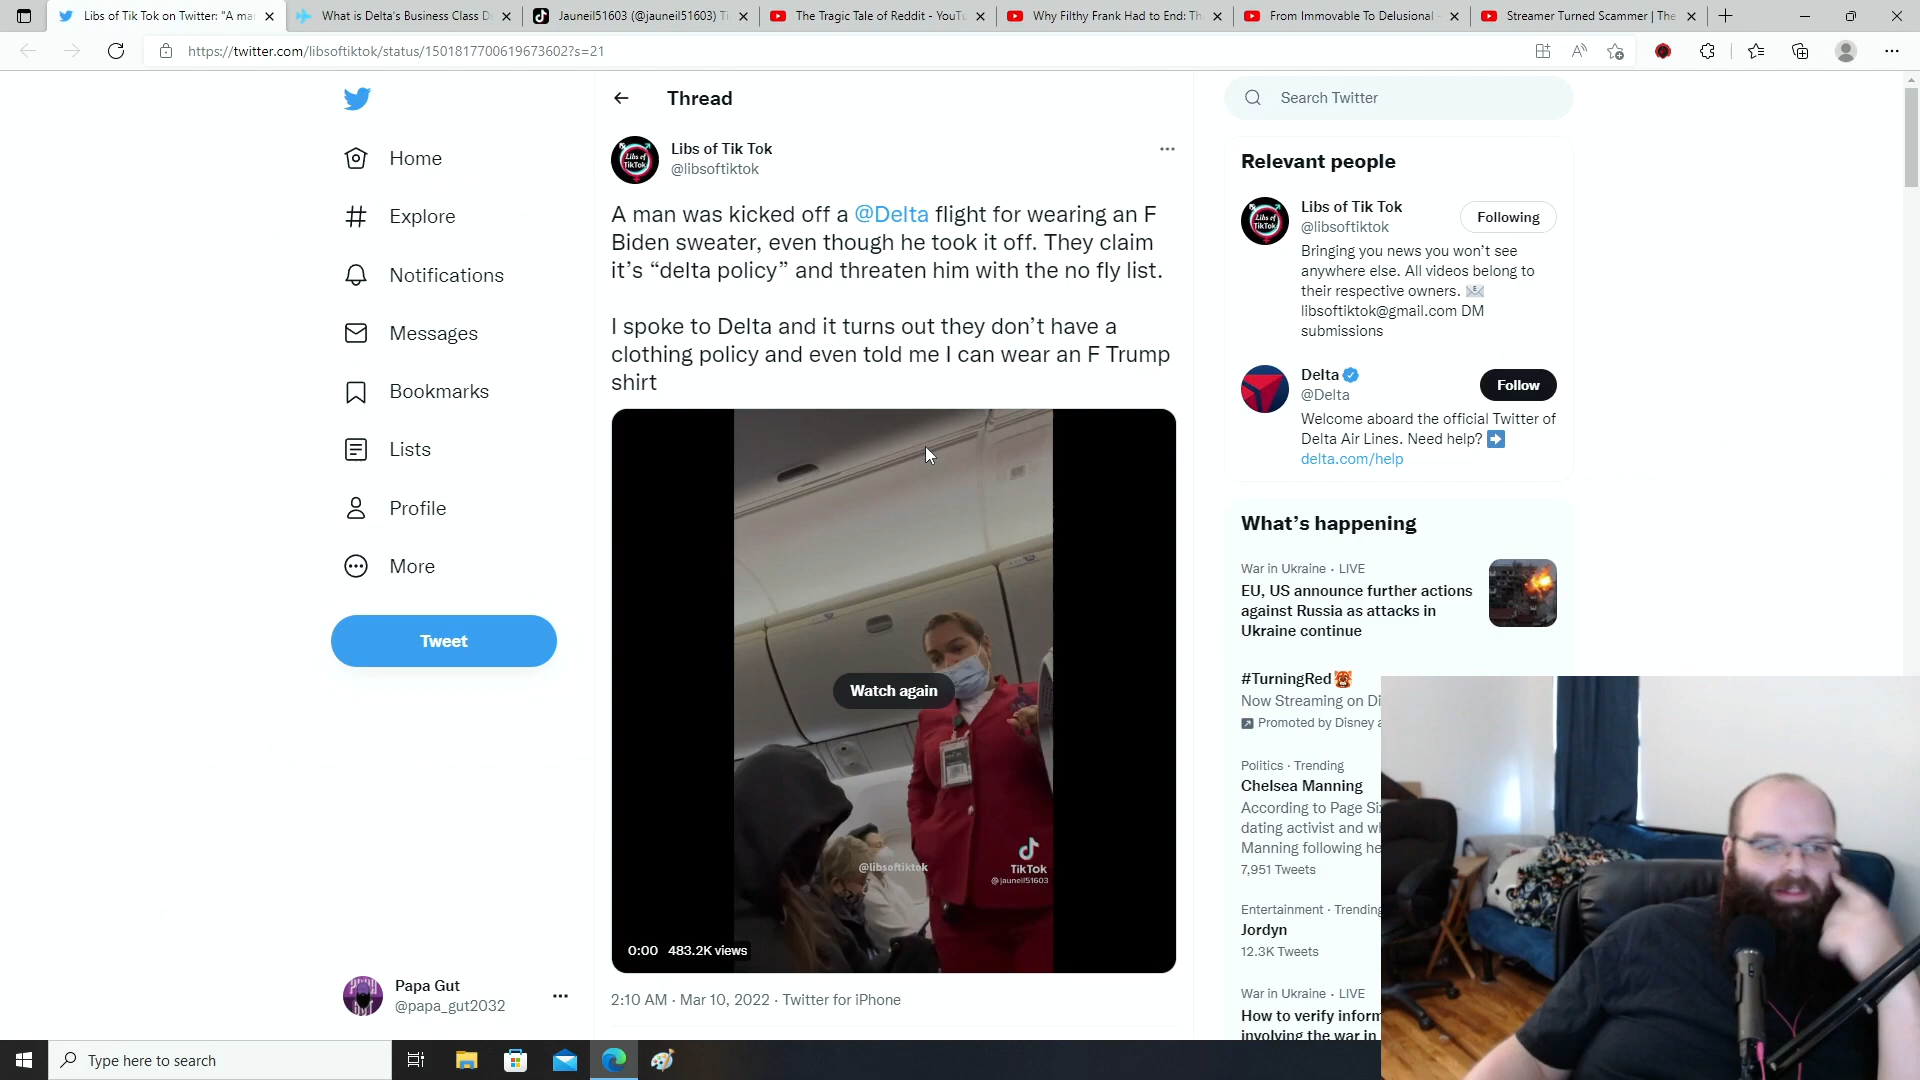 Libs of Tik Tok on Twitter: "A ma
What is Delta's Business Class D
Jauneil51603 (@jauneil51603) Ti
The Tragic Tale of Reddit - YouTu
Why Filthy Frank Had to End: Th
From Immovable To Delusional -
Streamer Turned Scammer | The
https://twitter.com/libsoftiktok/status/1501817700619673602?s=21
Home
Explore
Notifications
Messages
Bookmarks
Lists
Profile
More
Tweet
Papa Gut
@papa_gut2032
Thread
Libs of Tik Tok
@libsoftiktok
A man was kicked off a @Delta flight for wearing an F
Biden sweater, even though he took it off. They claim
it's “delta policy” and threaten him with the no fly list.
I spoke to Delta and it turns out they don't have a
clothing policy and even told me I can wear an F Trump
shirt
Watch again
@libsoftiktok
TikTok
@jauneil51603
0:00 483.2K views
2:10 AM · Mar 10, 2022 · Twitter for iPhone
Search Twitter
Relevant people
Libs of Tik Tok
@libsoftiktok
Following
Bringing you news you won't see
anywhere else. All videos belong to
their respective owners. 📧
libsoftiktok@gmail.com DM
submissions
Delta
@Delta
Follow
Welcome aboard the official Twitter of
Delta Air Lines. Need help? ➡
delta.com/help
What's happening
War in Ukraine · LIVE
EU, US announce further actions
against Russia as attacks in
Ukraine continue
#TurningRed
Now Streaming on Di
Promoted by Disney a
Politics · Trending
Chelsea Manning
According to Page Si
dating activist and wh
Manning following he
7,951 Tweets
Entertainment · Trending
Jordyn
12.3K Tweets
War in Ukraine · LIVE
How to verify inform
involving the war in
Type here to search